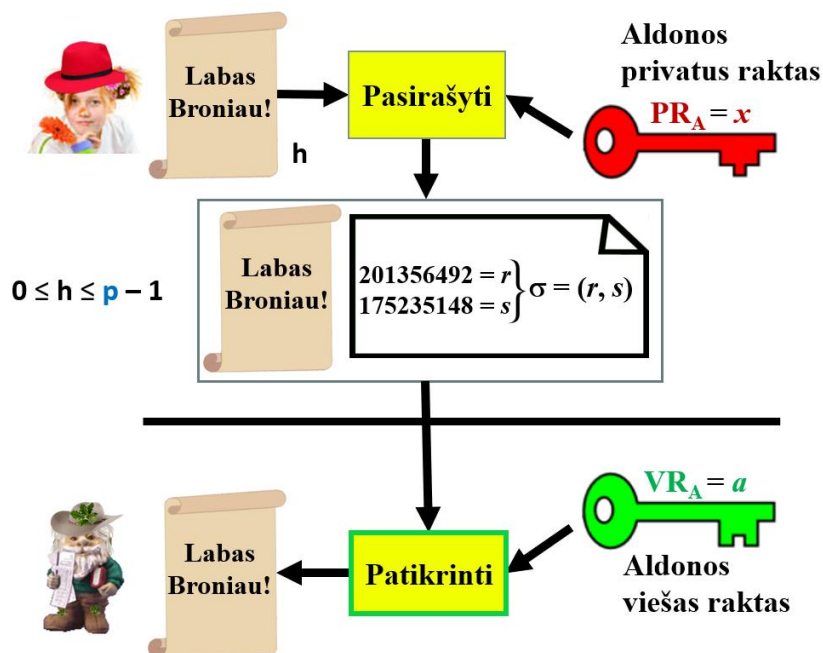 Labas
Broniau!
h
Pasirašyti
Aldonos
privatus raktas
PR_A = x
0 ≤ h ≤ p – 1
Labas
Broniau!
201356492 = r
175235148 = s
} σ = (r, s)
Labas
Broniau!
Patikrinti
VR_A = a
Aldonos
viešas raktas